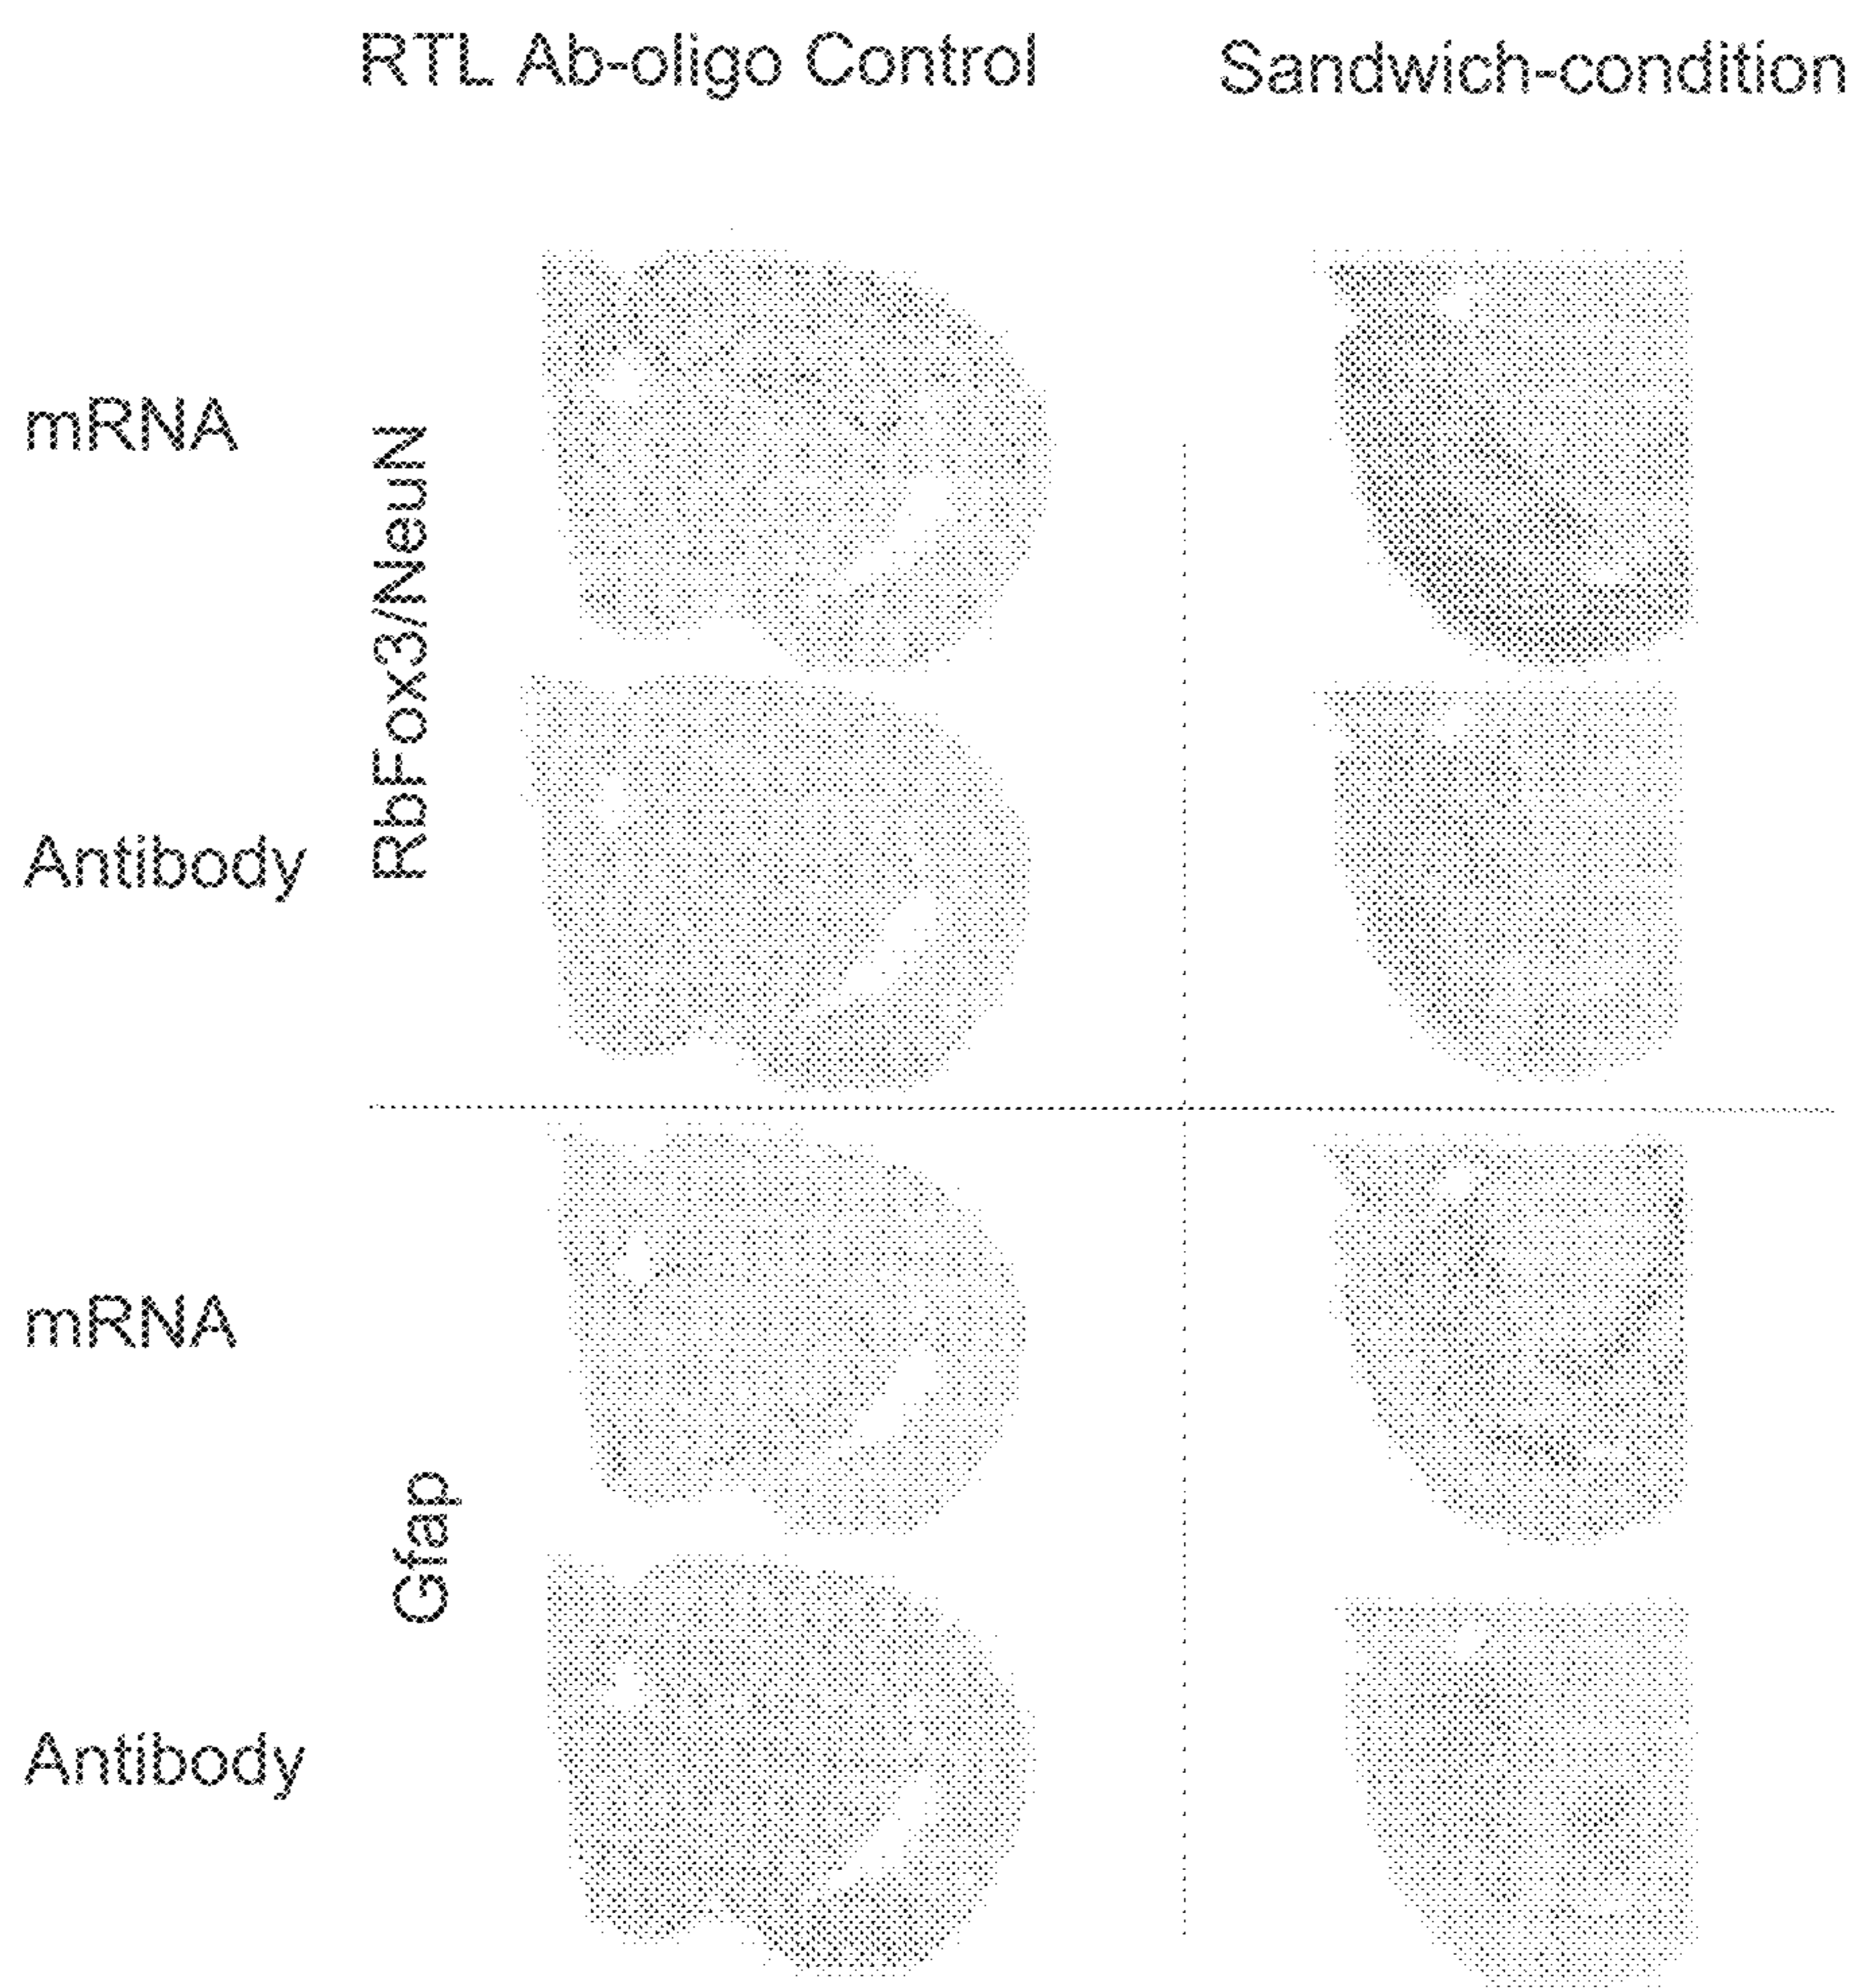 RTL Ab-oligo Control
Sandwich-condition
mRNA
RbFox3/NeuN
Antibody
mRNA
Gfap
Antibody